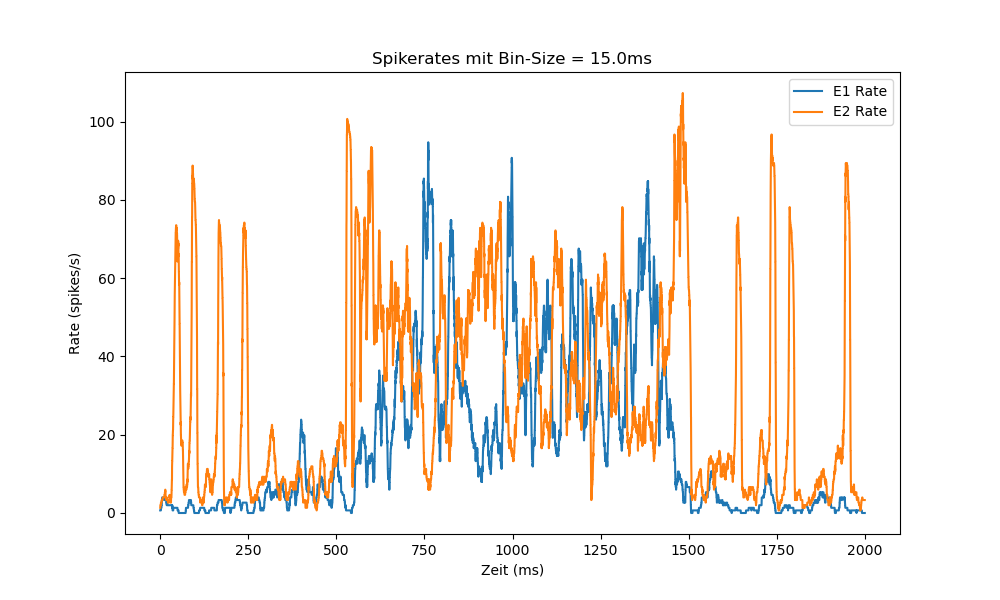 Spikerates mit Bin-Size = 15.0ms
E1 Rate
E2 Rate
Rate (spikes/s)
100
80
60
40
20
0
0 250 500 750 1000 1250 1500 1750 2000
Zeit (ms)